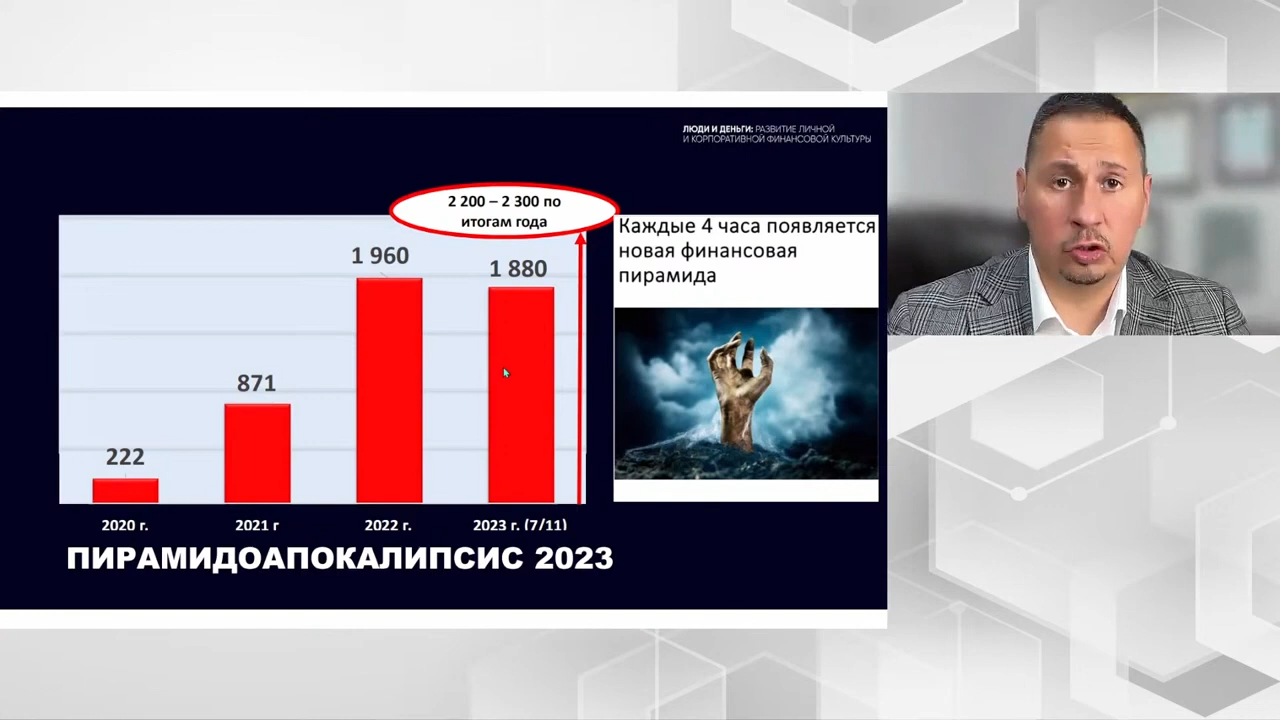 ЛЮДИ И ДЕНЬГИ: РАЗВИТИЕ ЛИЧНОЙ
И КОРПОРАТИВНОЙ ФИНАНСОВОЙ КУЛЬТУРЫ
2 200 – 2 300 по
итогам года
Каждые 4 часа появляется
новая финансовая
пирамида
1 960
1 880
871
222
2020 г.
2021 г
2022 г.
2023 г. (7/11)
ПИРАМИДОАПОКАЛИПСИС 2023